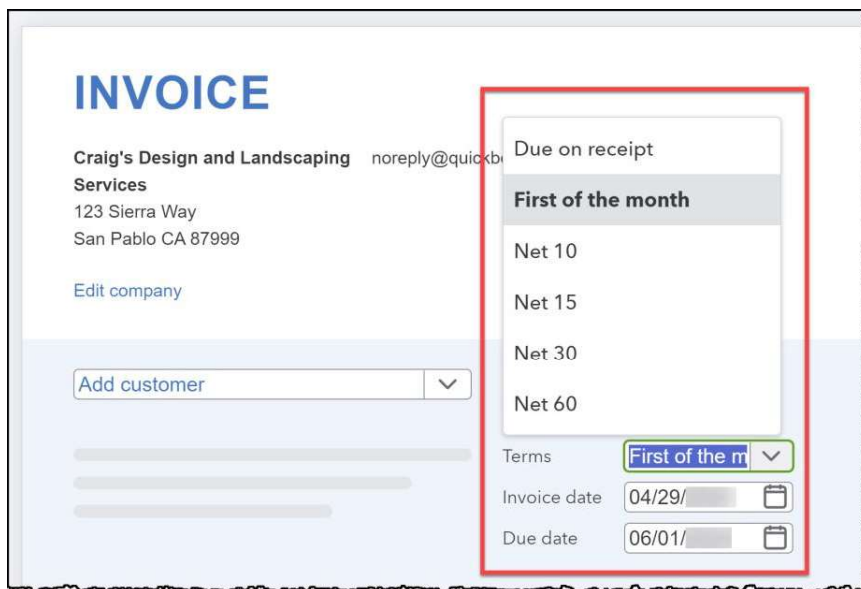 INVOICE
Craig's Design and Landscaping
Services
123 Sierra Way
San Pablo CA 87999
noreply@quickb
Edit company
Add customer
Due on receipt
First of the month
Net 10
Net 15
Net 30
Net 60
Terms First of the m
Invoice date 04/29/
Due date 06/01/